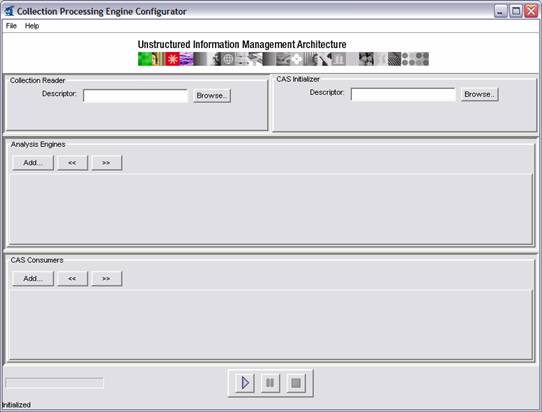 Collection Processing Engine Configurator
File Help
Unstructured Information Management Architecture
Collection Reader
CAS Initializer
Descriptor: Browse..
Descriptor: Browse..
Analysis Engines
Add... << >>
CAS Consumers
Add... << >>
Initialized